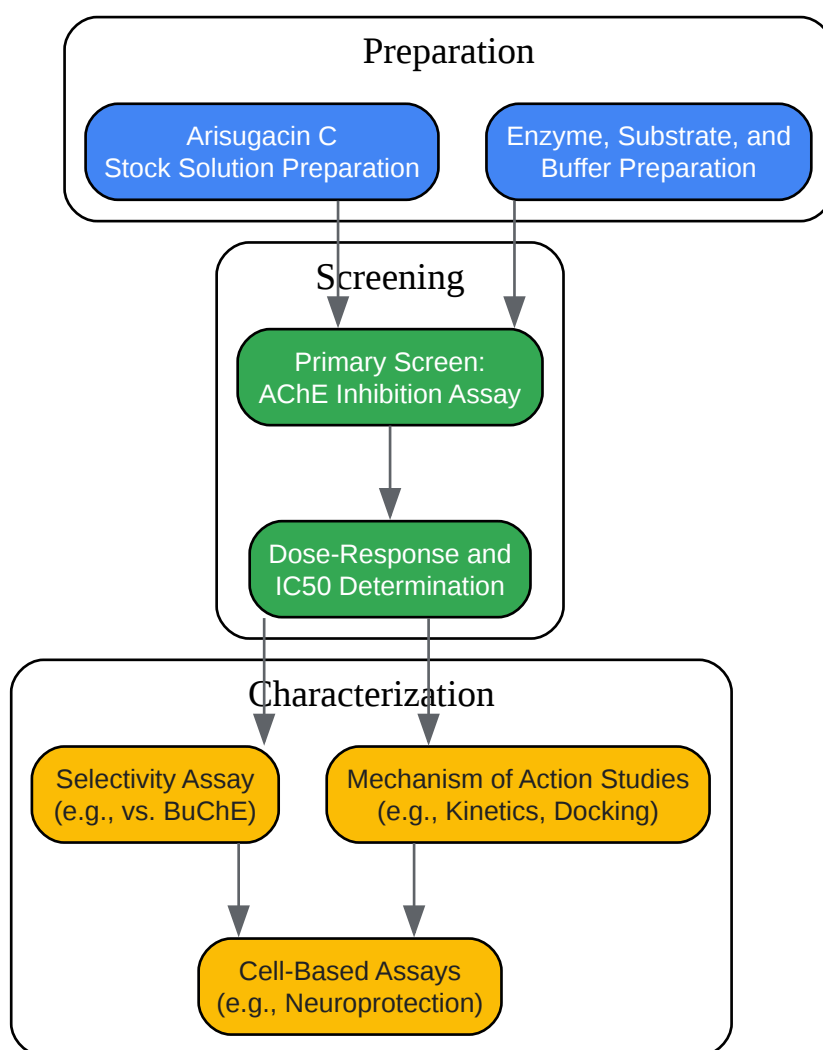 Preparation
Arisugacin C
Stock Solution Preparation
Enzyme, Substrate, and
Buffer Preparation
Screening
Primary Screen:
AChE Inhibition Assay
Dose-Response and
IC50 Determination
Characterization
Selectivity Assay
(e.g., vs. BuChE)
Mechanism of Action Studies
(e.g., Kinetics, Docking)
Cell-Based Assays
(e.g., Neuroprotection)